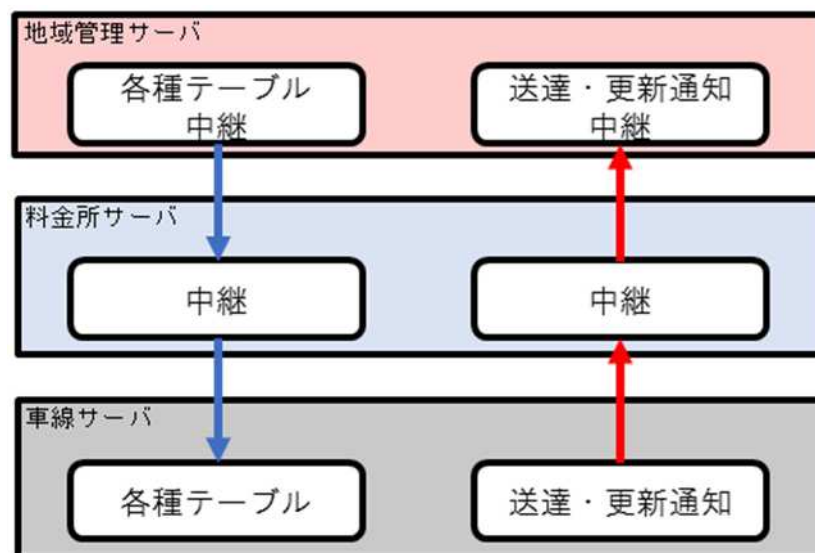 地域管理サーバ
各種テーブル
中継
送達・更新通知
中継
料金所サーバ
中継
中継
車線サーバ
各種テーブル
送達・更新通知